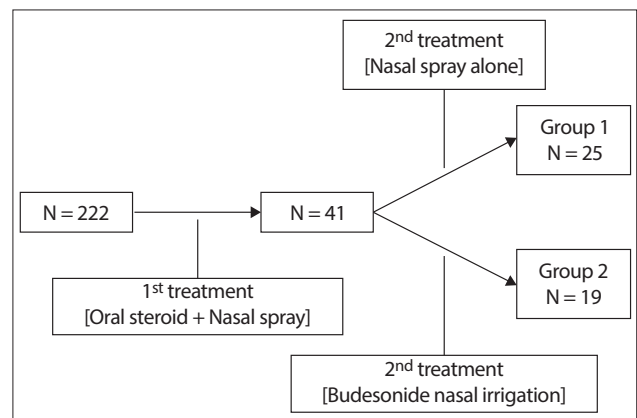 2nd treatment
[Nasal spray alone]
Group 1
N = 25
N = 222
N = 41
1st treatment
[Oral steroid + Nasal spray]
Group 2
N = 19
2nd treatment
[Budesonide nasal irrigation]